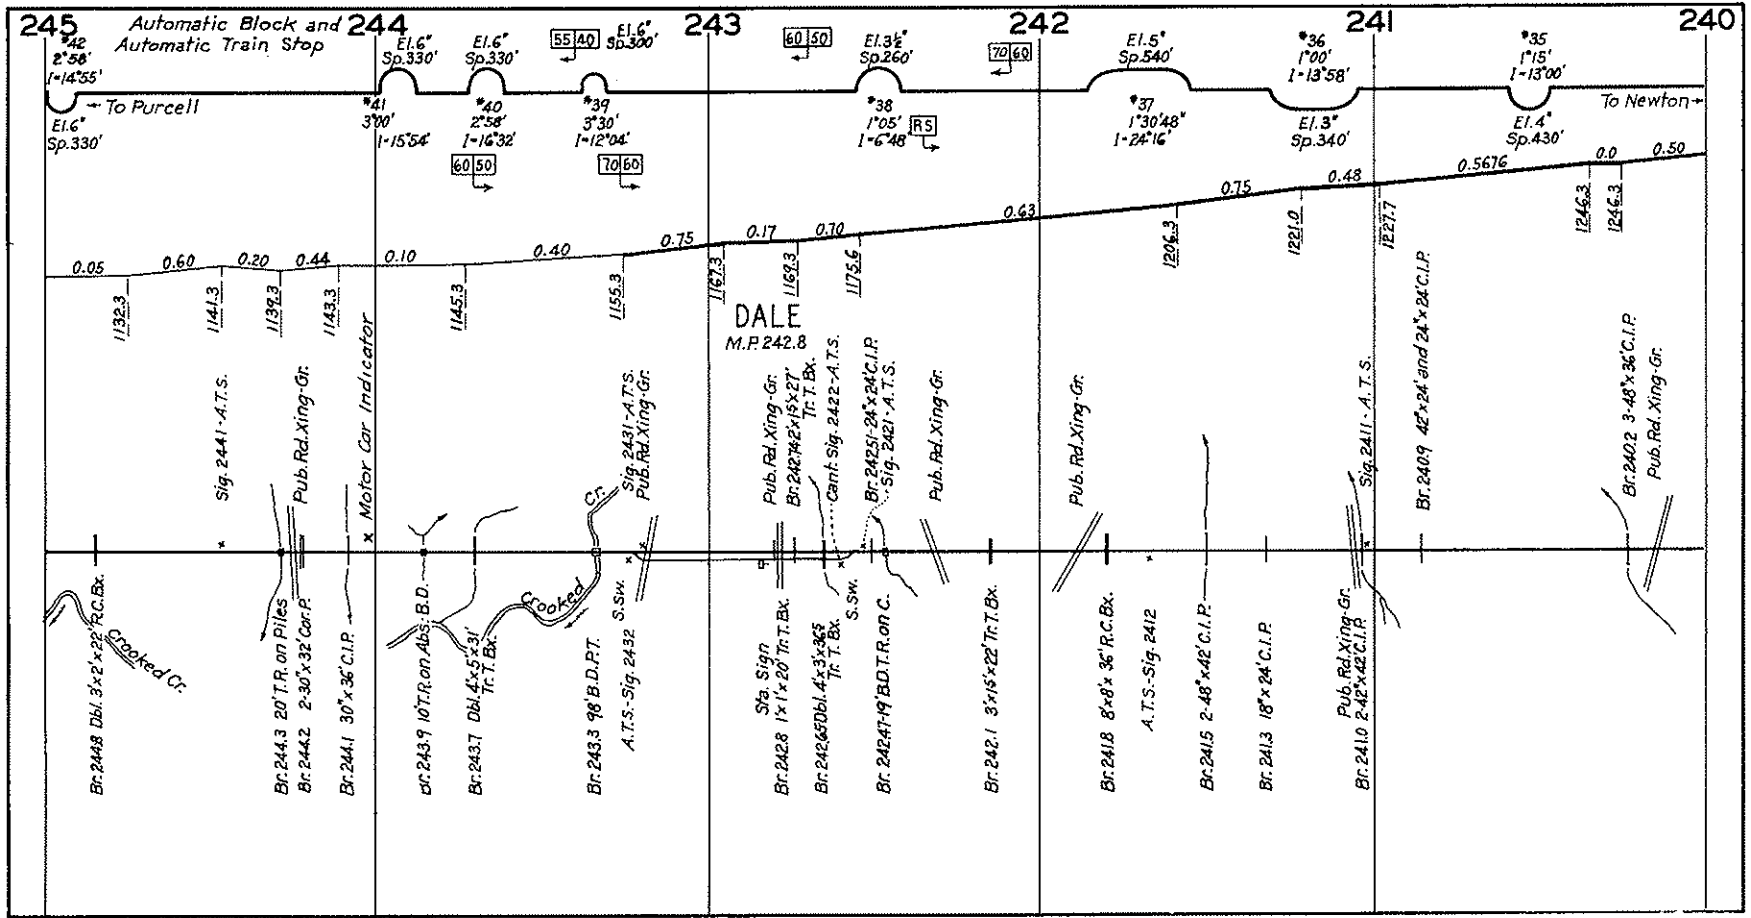 245
244
243
242
241
240
Automatic Block and
Automatic Train Stop
#42
2°58'
I=14°55'
El.6"
Sp.330'
← To Purcell
El.6"
Sp.330'
#41
3°00'
I=15°54'
El.6"
Sp.330'
#40
2°58'
I=16°32'
60 50
55 40
El.6"
Sp.300'
#39
3°30'
I=12°04'
70 60
60 50
El.3½"
Sp.260'
#38
1°05'
I=6°48'
RS
70 60
El.5"
Sp.540'
#37
1°30'48"
I=24°16'
#36
1°00'
I=13°58'
El.3"
Sp.340'
#35
1°15'
I=13°00'
El.4"
Sp.430'
To Newton→
0.05
0.60
0.20
0.44
0.10
0.40
0.75
0.17
0.70
0.63
0.75
0.48
0.5676
0.0
0.50
1132.3
1141.3
1139.3
1143.3
1145.3
1155.3
1167.3
1169.3
1175.6
1206.3
1221.0
1227.7
1246.3
1246.3
DALE
M.P. 242.8
Sig. 2441-A.T.S.
Pub. Rd. Xing-Gr.
x Motor Car Indicator
Cr.
Sig. 2431-A.T.S.
Pub. Rd. Xing-Gr.
Pub. Rd. Xing-Gr.
Tr. T. Bx.
Cant. Sig. 2422-A.T.S.
Br. 242.51-24"x24' C.I.P.
Sig. 2421-A.T.S.
Pub. Rd. Xing-Gr.
Pub. Rd. Xing-Gr.
Sig. 2411-A.T.S.
Br. 240.9 42"x24' and 24"x24' C.I.P.
Br. 240.2 3-48"x36' C.I.P.
Pub. Rd. Xing-Gr.
Crooked Cr.
Br. 244.8 Dbl. 3'x2'x22' R.C.Bx.
Br. 244.3 20' T.R. on Piles
Br. 244.2 2-30"x32' Cor. P.
Br. 244.1 30"x36' C.I.P.
Br. 243.9 10' T.R. on Abs. B.D.
Br. 243.7 Dbl. 4'x5'x31'
Tr. T. Bx.
Crooked
Br. 243.3 98' B.D.P.T.
A.T.S.-Sig. 2432
S. Sw.
Sta. Sign
Br. 242.8 1'x1'x20' Tr. T. Bx.
Tr. T. Bx.
S. Sw.
Br. 242.47-19' B.D.T.R. on C.
Br. 242.1 3'x1.5'x22' Tr. T. Bx.
Br. 241.8 8'x8'x36' R.C. Bx.
A.T.S.-Sig. 2412
Br. 241.5 2-48"x42' C.I.P.
Br. 241.3 18"x24' C.I.P.
Pub. Rd. Xing-Gr.
Br. 241.0 2-42"x42' C.I.P.